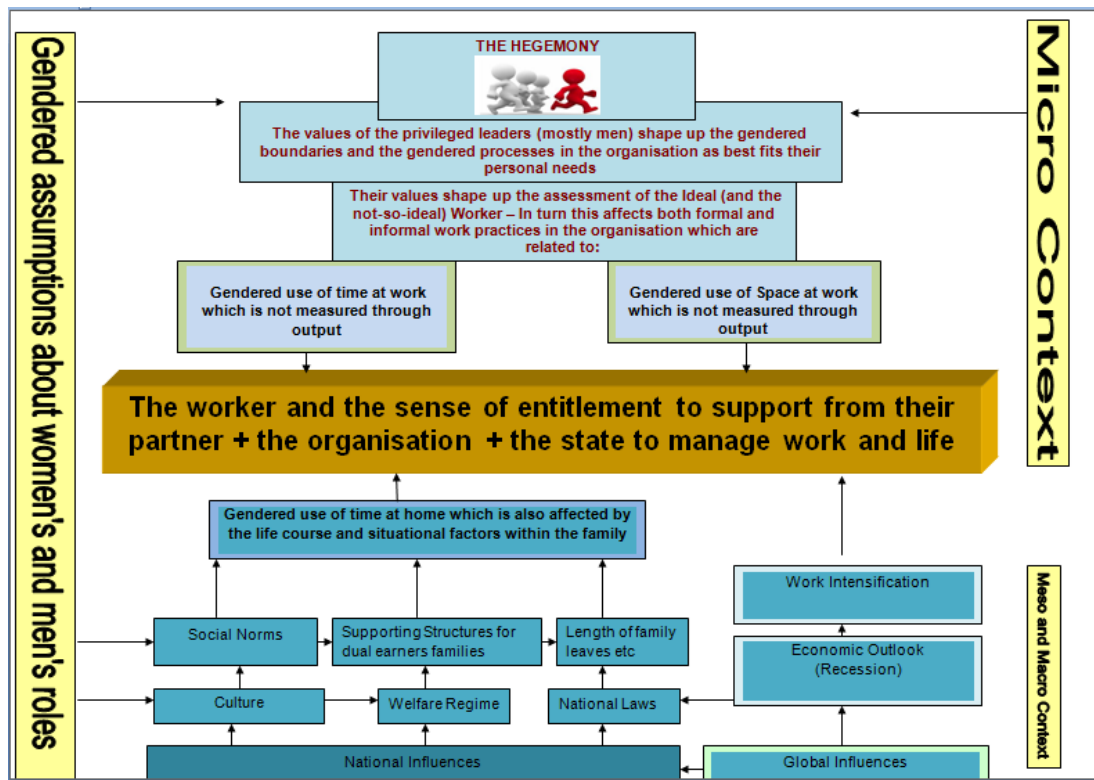 Gendered assumptions about women's and men's roles
THE HEGEMONY
The values of the privileged leaders (mostly men) shape up the gendered
boundaries and the gendered processes in the organisation as best fits their
personal needs
Their values shape up the assessment of the Ideal (and the
not-so-ideal) Worker – In turn this affects both formal and
informal work practices in the organisation which are
related to:
Gendered use of time at work
which is not measured through
output
Gendered use of Space at work
which is not measured through
output
Micro Context
The worker and the sense of entitlement to support from their
partner + the organisation + the state to manage work and life
Gendered use of time at home which is also affected by
the life course and situational factors within the family
Work Intensification
Social Norms
Supporting Structures for
dual earners families
Length of family
leaves etc
Economic Outlook
(Recession)
Culture
Welfare Regime
National Laws
National Influences
Global Influences
Meso and Macro Context